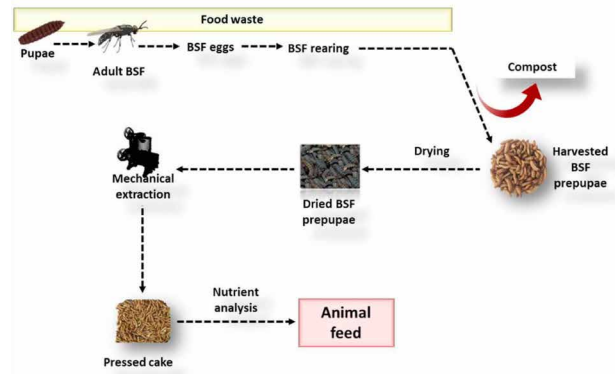 Food waste
Pupae
Adult BSF
BSF eggs
BSF rearing
Compost
Harvested
BSF
prepupae
Drying
Dried BSF
prepupae
Mechanical
extraction
Pressed cake
Nutrient
analysis
Animal
feed